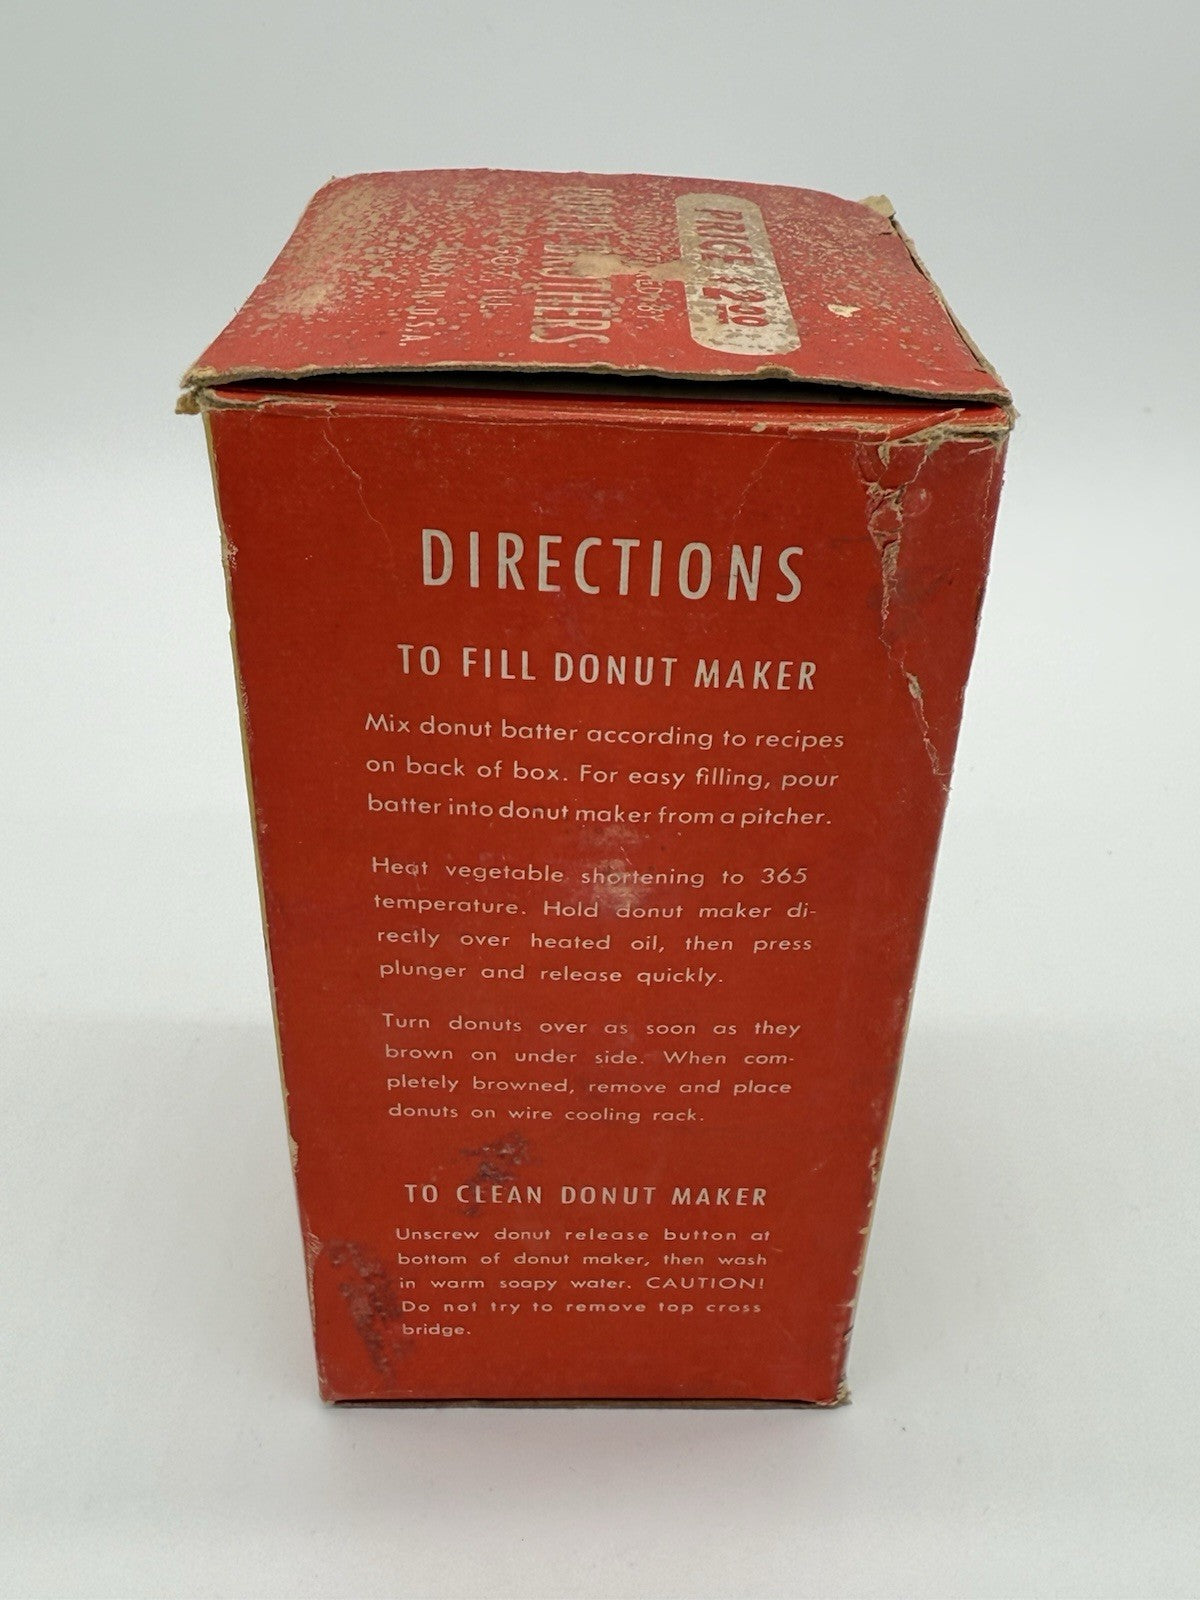 PRICE $2.00
BROTHERS
ILL.
U.S.A.
DIRECTIONS
TO FILL DONUT MAKER
Mix donut batter according to recipes
on back of box. For easy filling, pour
batter into donut maker from a pitcher.
Heat vegetable shortening to 365
temperature. Hold donut maker di-
rectly over heated oil, then press
plunger and release quickly.
Turn donuts over as soon as they
brown on under side. When com-
pletely browned, remove and place
donuts on wire cooling rack.
TO CLEAN DONUT MAKER
Unscrew donut release button at
bottom of donut maker, then wash
in warm soapy water. CAUTION!
Do not try to remove top cross
bridge.